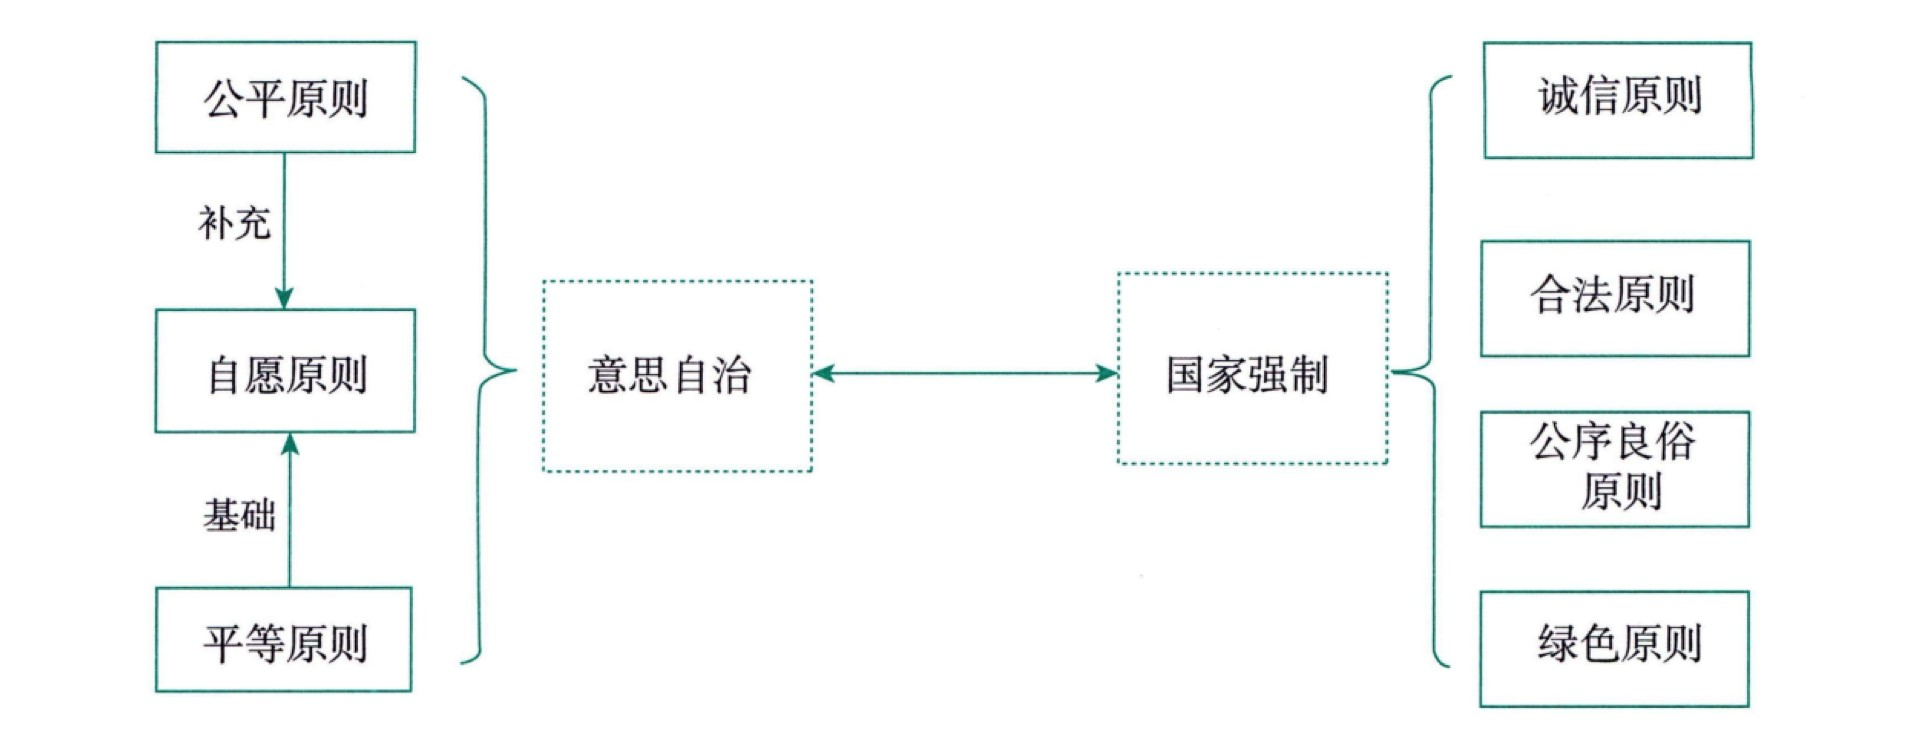 公平原则
补充
自愿原则
基础
平等原则
意思自治
国家强制
诚信原则
合法原则
公序良俗
原则
绿色原则